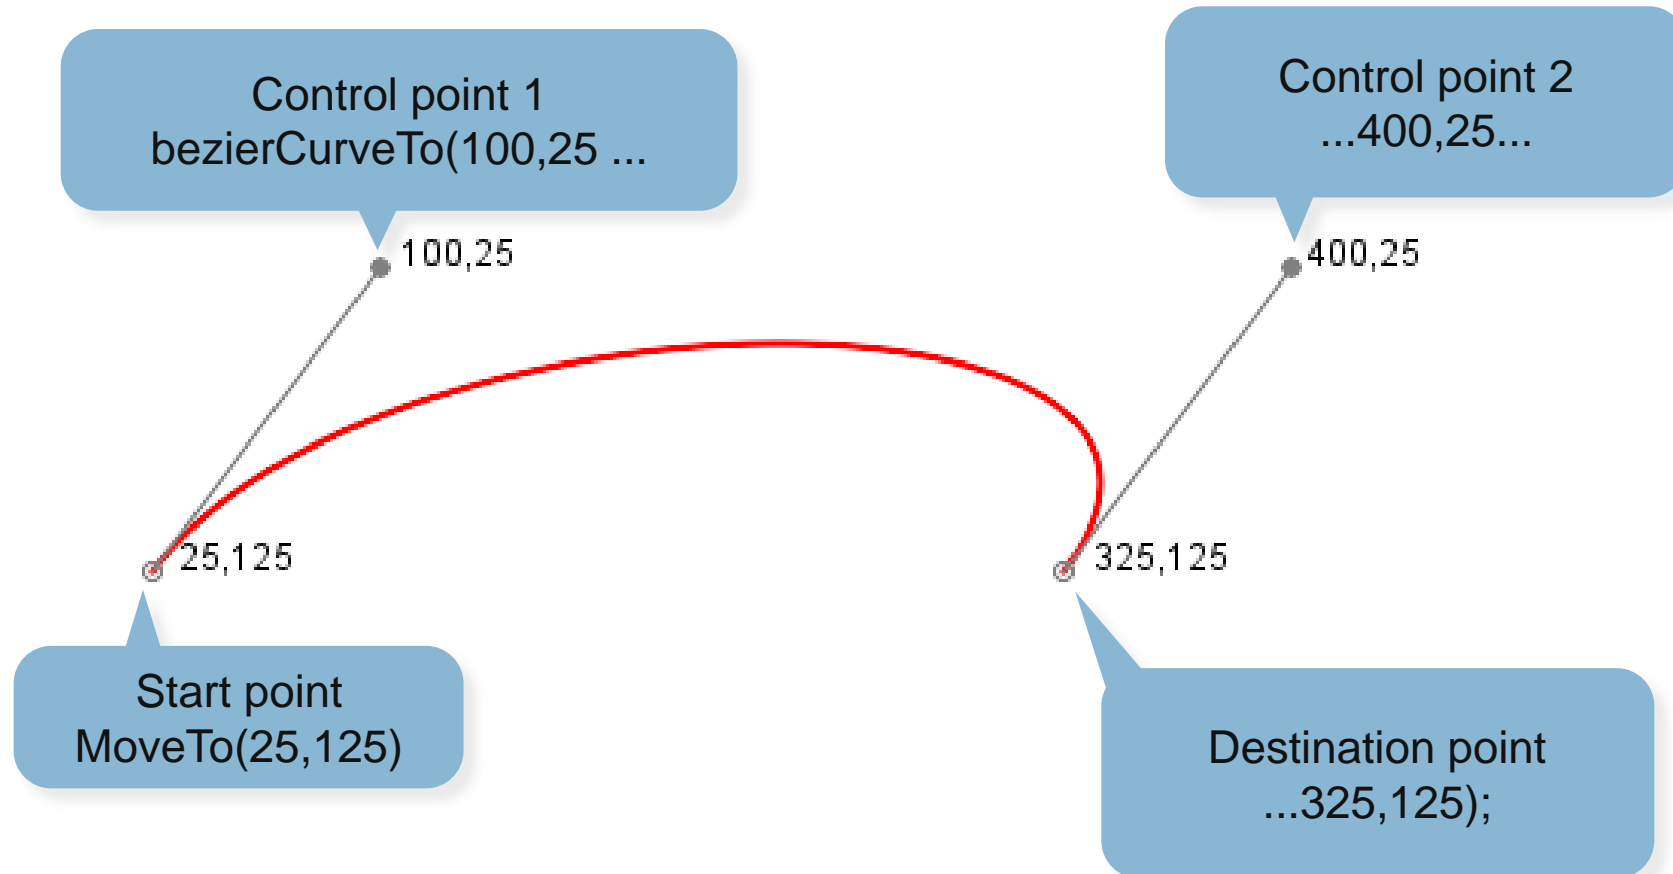 Control point 1
bezierCurveTo(100,25 ...
Control point 2
...400,25...
100,25
400,25
25,125
325,125
Start point
MoveTo(25,125)
Destination point
...325,125);